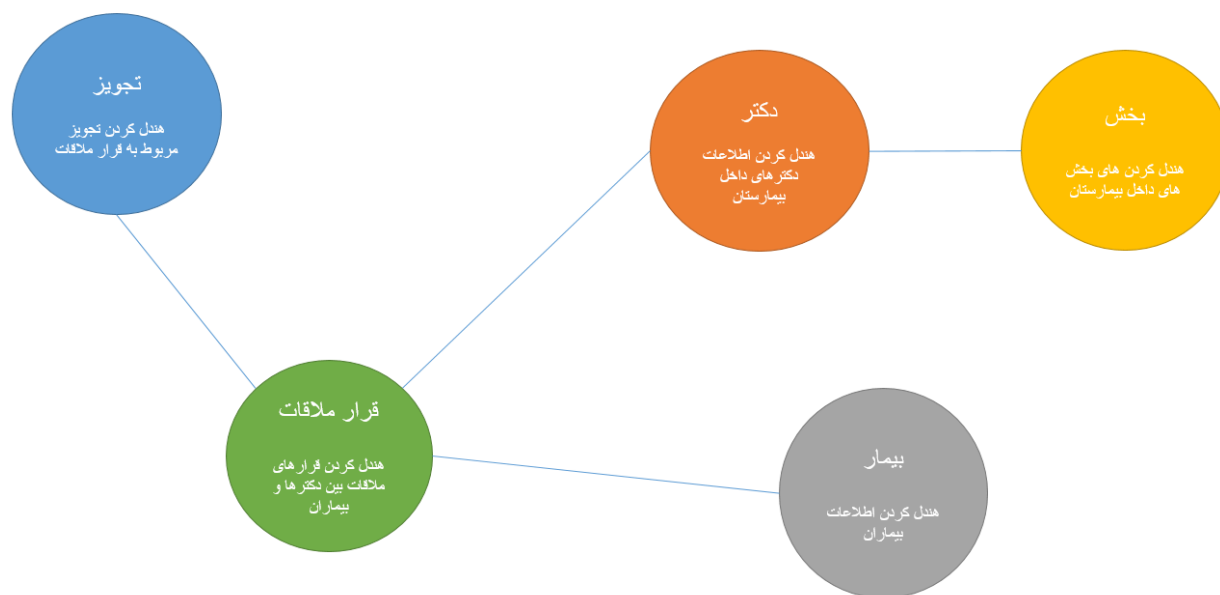 تجویز
هندل کردن تجویز
مربوط به قرار ملاقات
دکتر
هندل کردن اطلاعات
دکترهای داخل
بیمارستان
بخش
هندل کردن های بخش
های داخل بیمارستان
قرار ملاقات
هندل کردن قرارهای
ملاقات بین دکترها و
بیماران
بیمار
هندل کردن اطلاعات
بیماران